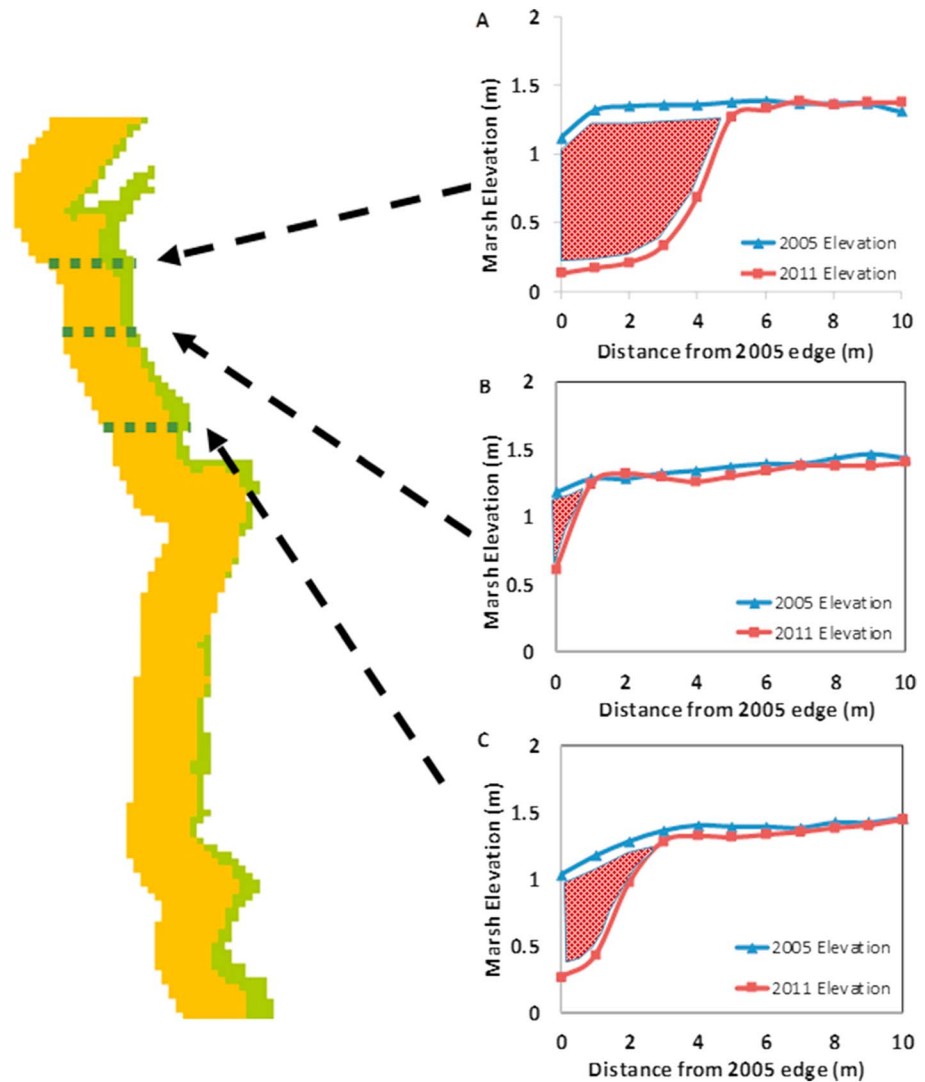 A
2
1.5
1
0.5
0
Marsh Elevation (m)
2005 Elevation
2011 Elevation
0 2 4 6 8 10
Distance from 2005 edge (m)
B
2
1.5
1
0.5
0
Marsh Elevation (m)
2005 Elevation
2011 Elevation
0 2 4 6 8 10
Distance from 2005 edge (m)
C
2
1.5
1
0.5
0
Marsh Elevation (m)
2005 Elevation
2011 Elevation
0 2 4 6 8 10
Distance from 2005 edge (m)